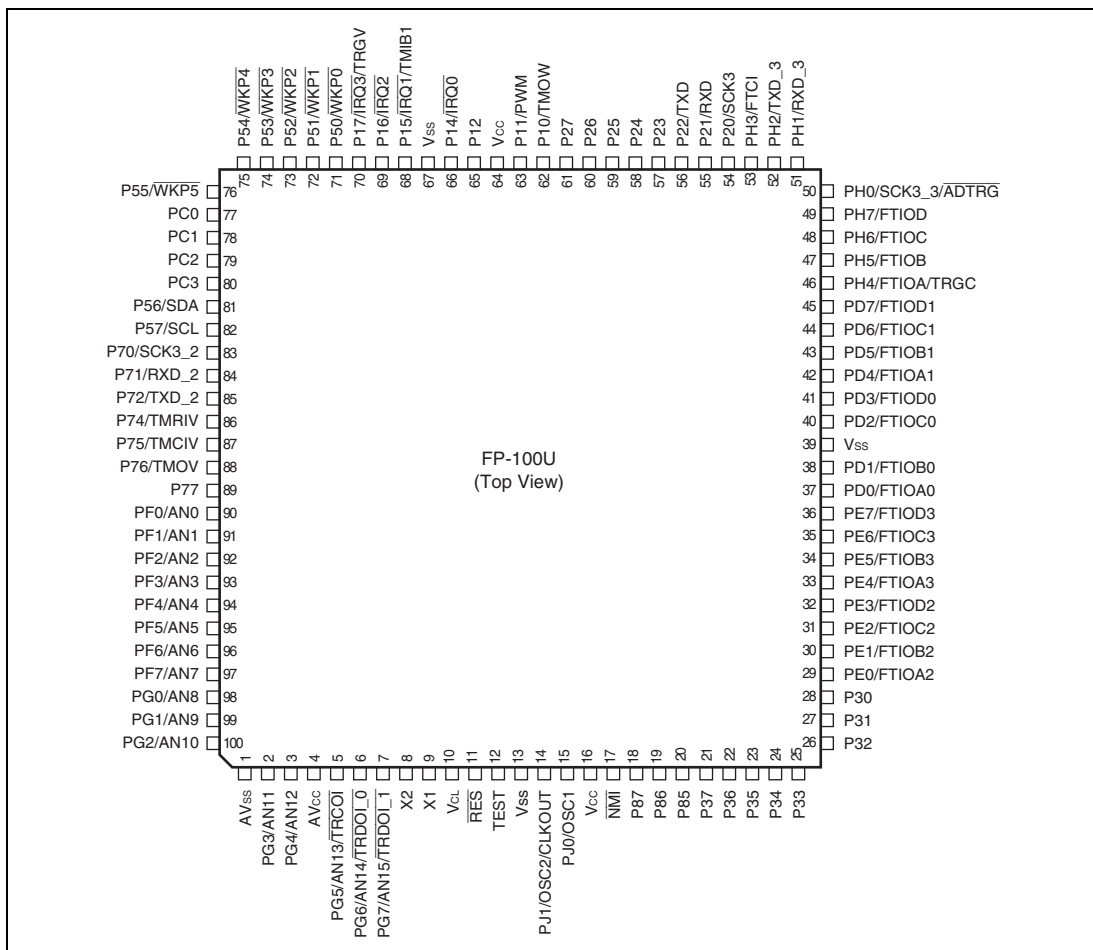 P54/WKP4
P53/WKP3
P52/WKP2
P51/WKP1
P50/WKP0
P17/IRQ3/TRGV
P16/IRQ2
P15/IRQ1/TMIB1
Vss
P14/IRQ0
P12
Vcc
P11/PWM
P10/TMOW
P27
P26
P25
P24
P23
P22/TXD
P21/RXD
P20/SCK3
PH3/FTCI
PH2/TXD_3
PH1/RXD_3
75
74
73
72
71
70
69
68
67
66
65
64
63
62
61
60
59
58
57
56
55
54
53
52
51
P55/WKP5 76
PC0 77
PC1 78
PC2 79
PC3 80
P56/SDA 81
P57/SCL 82
P70/SCK3_2 83
P71/RXD_2 84
P72/TXD_2 85
P74/TMRIV 86
P75/TMCIV 87
P76/TMOV 88
P77 89
PF0/AN0 90
PF1/AN1 91
PF2/AN2 92
PF3/AN3 93
PF4/AN4 94
PF5/AN5 95
PF6/AN6 96
PF7/AN7 97
PG0/AN8 98
PG1/AN9 99
PG2/AN10 100
FP-100U
(Top View)
50 PH0/SCK3_3/ADTRG
49 PH7/FTIOD
48 PH6/FTIOC
47 PH5/FTIOB
46 PH4/FTIOA/TRGC
45 PD7/FTIOD1
44 PD6/FTIOC1
43 PD5/FTIOB1
42 PD4/FTIOA1
41 PD3/FTIOD0
40 PD2/FTIOC0
39 Vss
38 PD1/FTIOB0
37 PD0/FTIOA0
36 PE7/FTIOD3
35 PE6/FTIOC3
34 PE5/FTIOB3
33 PE4/FTIOA3
32 PE3/FTIOD2
31 PE2/FTIOC2
30 PE1/FTIOB2
29 PE0/FTIOA2
28 P30
27 P31
26 P32
1
2
3
4
5
6
7
8
9
10
11
12
13
14
15
16
17
18
19
20
21
22
23
24
25
AVss
PG3/AN11
PG4/AN12
AVcc
PG5/AN13/TRCOI
PG6/AN14/TRDOI_0
PG7/AN15/TRDOI_1
X2
X1
VCL
RES
TEST
Vss
PJ1/OSC2/CLKOUT
PJ0/OSC1
Vcc
NMI
P87
P86
P85
P37
P36
P35
P34
P33